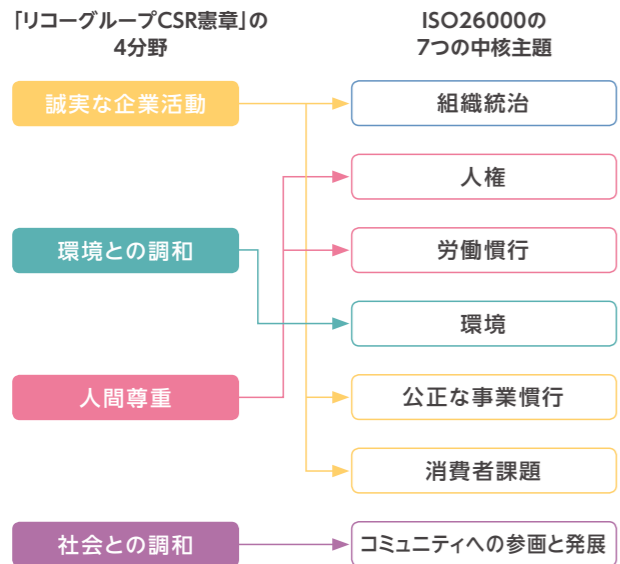 「リコーグループCSR憲章」の
4分野
ISO26000の
7つの中核主題
誠実な企業活動
環境との調和
人間尊重
社会との調和
組織統治
人権
労働慣行
環境
公正な事業慣行
消費者課題
コミュニティへの参画と発展